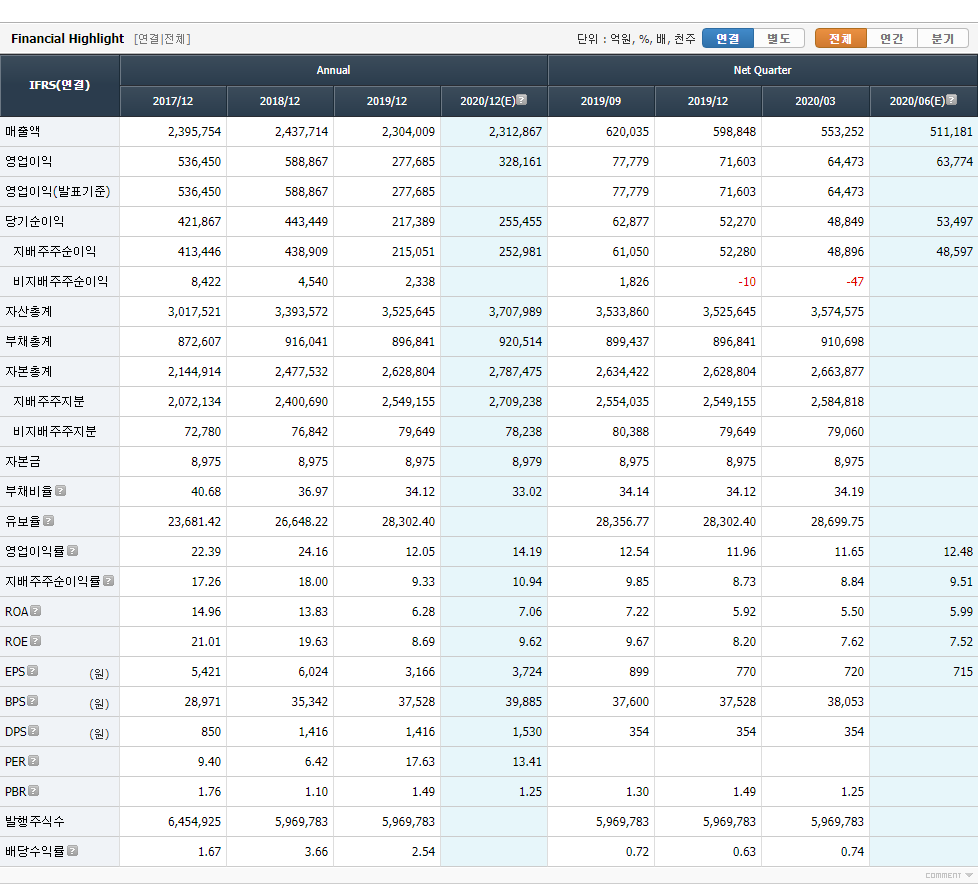 Financial Highlight [연결|전체] 단위 : 억원, %, 배, 천주 연결 별도 전체 연간 분기
IFRS(연결) Annual Net Quarter
2017/12 2018/12 2019/12 2020/12(E) 2019/09 2019/12 2020/03 2020/06(E)
매출액 2,395,754 2,437,714 2,304,009 2,312,867 620,035 598,848 553,252 511,181
영업이익 536,450 588,867 277,685 328,161 77,779 71,603 64,473 63,774
영업이익(발표기준) 536,450 588,867 277,685 77,779 71,603 64,473
당기순이익 421,867 443,449 217,389 255,455 62,877 52,270 48,849 53,497
지배주주순이익 413,446 438,909 215,051 252,981 61,050 52,280 48,896 48,597
비지배주주순이익 8,422 4,540 2,338 1,826 -10 -47
자산총계 3,017,521 3,393,572 3,525,645 3,707,989 3,533,860 3,525,645 3,574,575
부채총계 872,607 916,041 896,841 920,514 899,437 896,841 910,698
자본총계 2,144,914 2,477,532 2,628,804 2,787,475 2,634,422 2,628,804 2,663,877
지배주주지분 2,072,134 2,400,690 2,549,155 2,709,238 2,554,035 2,549,155 2,584,818
비지배주주지분 72,780 76,842 79,649 78,238 80,388 79,649 79,060
자본금 8,975 8,975 8,975 8,979 8,975 8,975 8,975
부채비율 40.68 36.97 34.12 33.02 34.14 34.12 34.19
유보율 23,681.42 26,648.22 28,302.40 28,356.77 28,302.40 28,699.75
영업이익률 22.39 24.16 12.05 14.19 12.54 11.96 11.65 12.48
지배주주순이익률 17.26 18.00 9.33 10.94 9.85 8.73 8.84 9.51
ROA 14.96 13.83 6.28 7.06 7.22 5.92 5.50 5.99
ROE 21.01 19.63 8.69 9.62 9.67 8.20 7.62 7.52
EPS (원) 5,421 6,024 3,166 3,724 899 770 720 715
BPS (원) 28,971 35,342 37,528 39,885 37,600 37,528 38,053
DPS (원) 850 1,416 1,416 1,530 354 354 354
PER 9.40 6.42 17.63 13.41
PBR 1.76 1.10 1.49 1.25 1.30 1.49 1.25
발행주식수 6,454,925 5,969,783 5,969,783 5,969,783 5,969,783 5,969,783
배당수익률 1.67 3.66 2.54 0.72 0.63 0.74
COMMENT